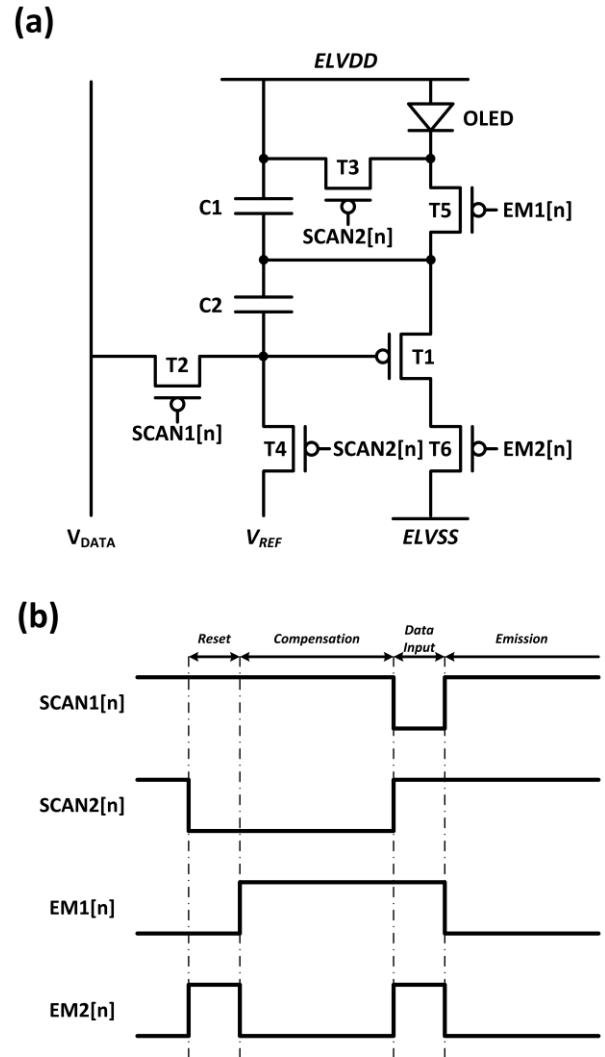 (a)
ELVDD
OLED
T3
C1
T5
EM1[n]
SCAN2[n]
C2
T2
T1
SCAN1[n]
T4
SCAN2[n]
T6
EM2[n]
VDATA
VREF
ELVSS
(b)
Reset
Compensation
Data
Input
Emission
SCAN1[n]
SCAN2[n]
EM1[n]
EM2[n]